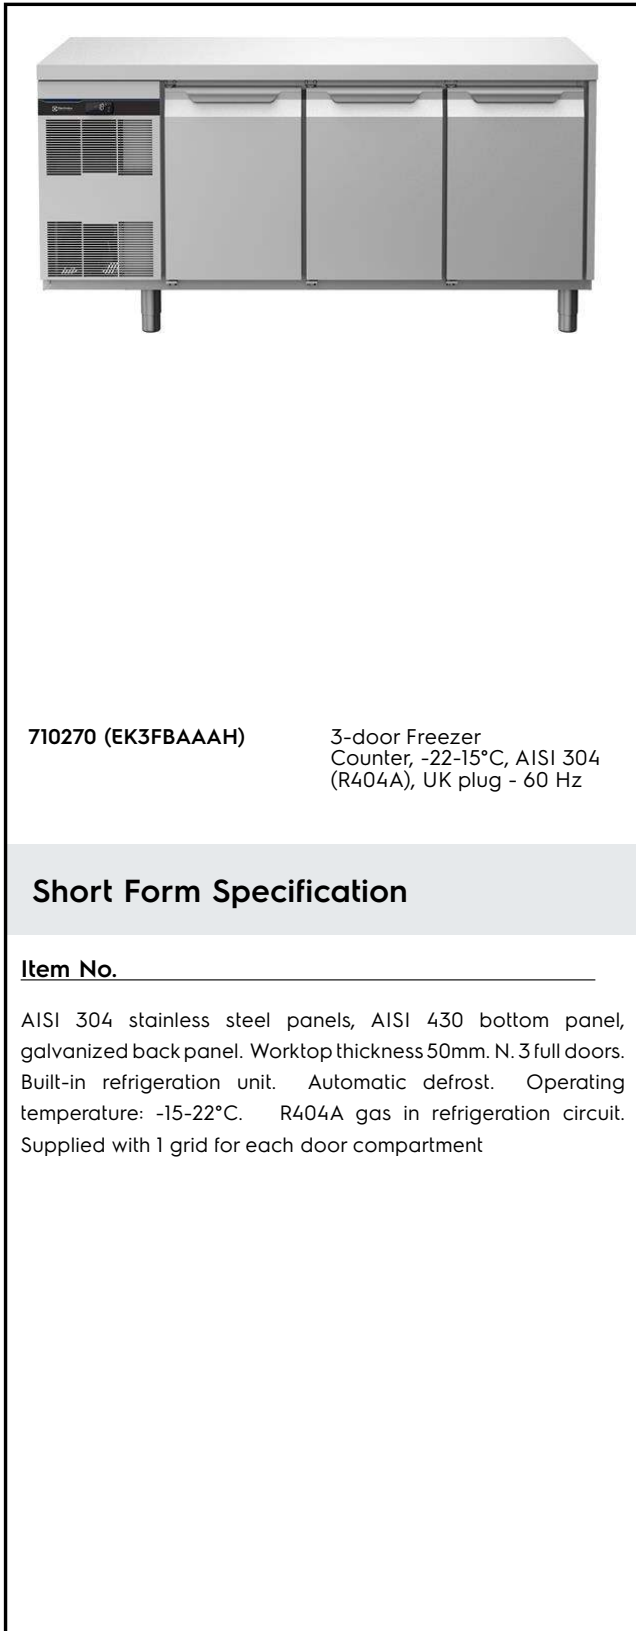 Electrolux
710270 (EK3FBAAAH)
3-door Freezer
Counter, -22-15°C, AISI 304
(R404A), UK plug - 60 Hz
Short Form Specification
Item No.
AISI 304 stainless steel panels, AISI 430 bottom panel,
galvanized back panel. Worktop thickness 50mm. N. 3 full doors.
Built-in refrigeration unit. Automatic defrost. Operating
temperature: -15-22°C. R404A gas in refrigeration circuit.
Supplied with 1 grid for each door compartment